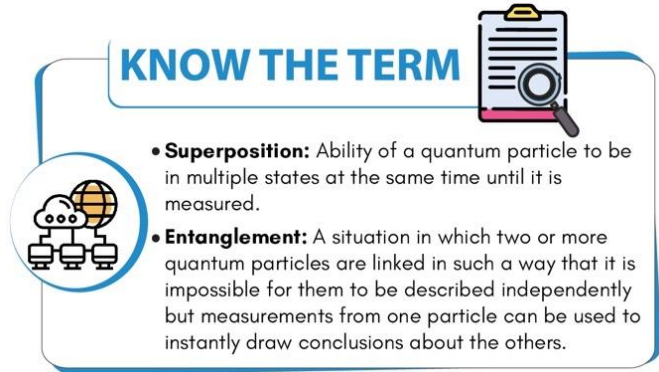 KNOW THE TERM
• Superposition: Ability of a quantum particle to be
in multiple states at the same time until it is
measured.
• Entanglement: A situation in which two or more
quantum particles are linked in such a way that it is
impossible for them to be described independently
but measurements from one particle can be used to
instantly draw conclusions about the others.